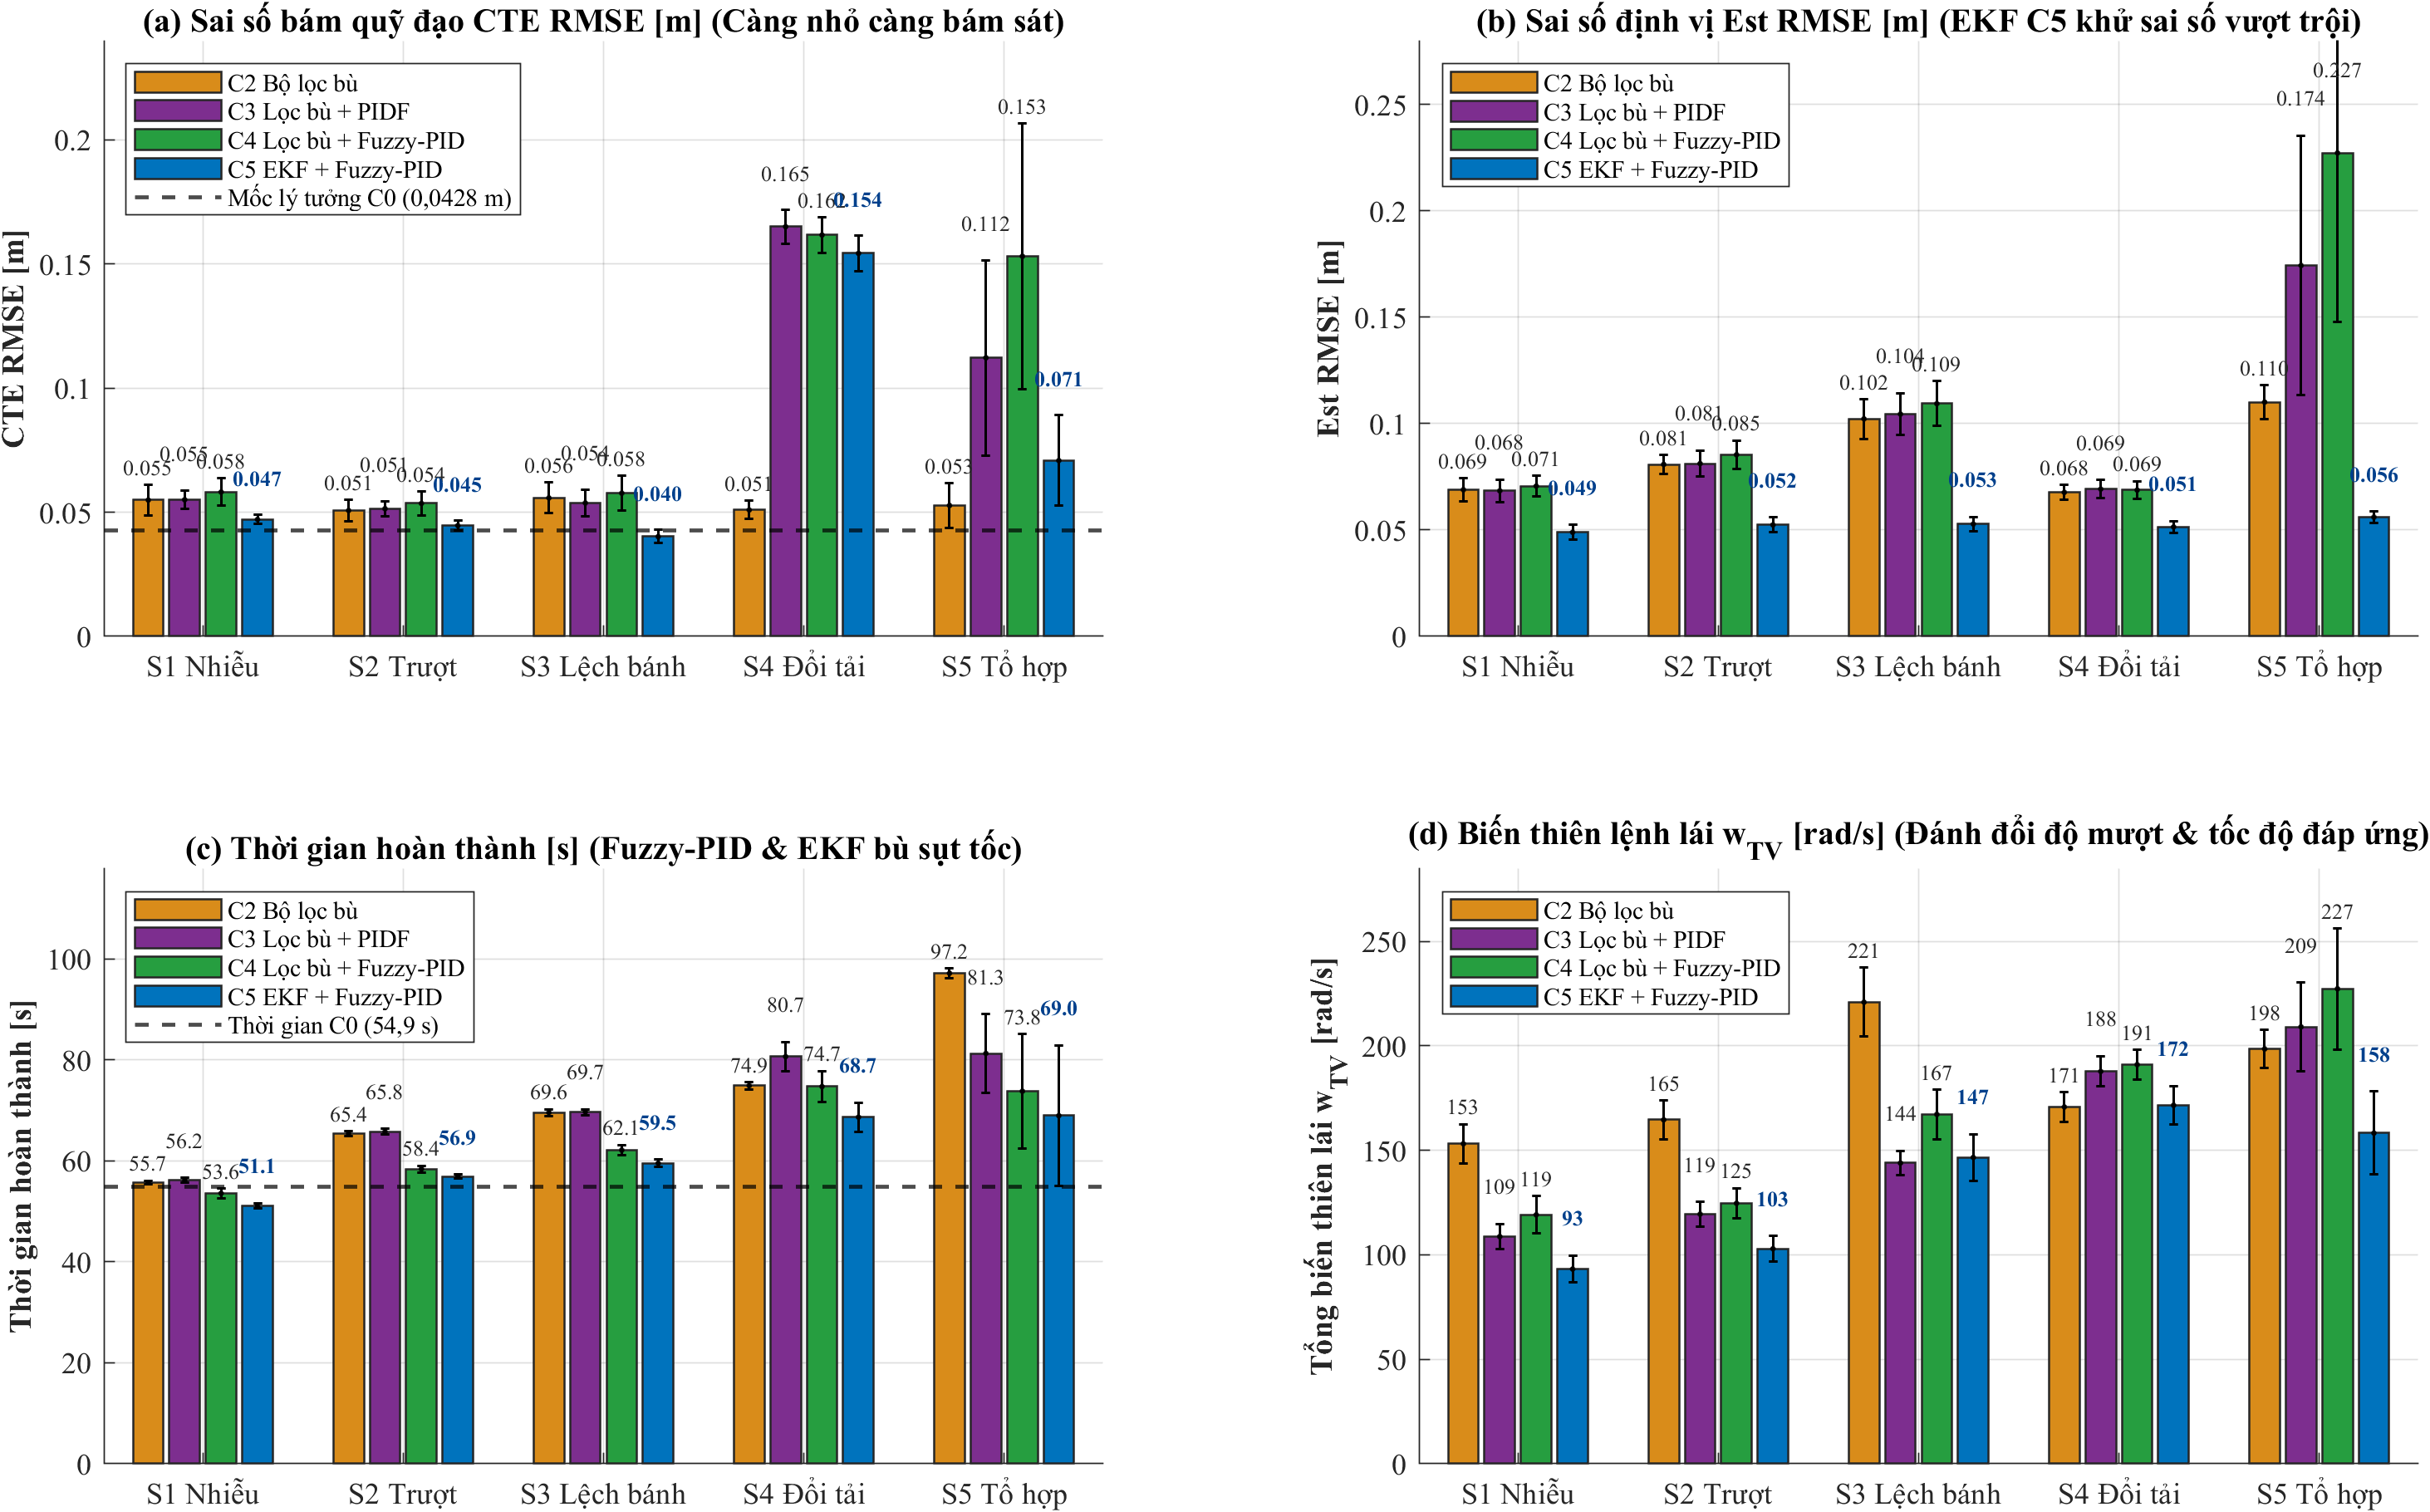 (a) Sai số bám quỹ đạo CTE RMSE [m] (Càng nhỏ càng bám sát)
C2 Bộ lọc bù
C3 Lọc bù + PIDF
C4 Lọc bù + Fuzzy-PID
C5 EKF + Fuzzy-PID
Mốc lý tưởng C0 (0,0428 m)
CTE RMSE [m]
0.2
0.15
0.1
0.05
0
0.055
0.055
0.058
0.047
0.051
0.051
0.054
0.045
0.056
0.054
0.058
0.040
0.051
0.165
0.162
0.154
0.053
0.112
0.153
0.071
S1 Nhiễu
S2 Trượt
S3 Lệch bánh
S4 Đổi tải
S5 Tổ hợp
(b) Sai số định vị Est RMSE [m] (EKF C5 khử sai số vượt trội)
C2 Bộ lọc bù
C3 Lọc bù + PIDF
C4 Lọc bù + Fuzzy-PID
C5 EKF + Fuzzy-PID
Est RMSE [m]
0.25
0.2
0.15
0.1
0.05
0
0.069
0.068
0.071
0.049
0.081
0.081
0.085
0.052
0.102
0.104
0.109
0.053
0.068
0.069
0.069
0.051
0.110
0.174
0.227
0.056
S1 Nhiễu
S2 Trượt
S3 Lệch bánh
S4 Đổi tải
S5 Tổ hợp
(c) Thời gian hoàn thành [s] (Fuzzy-PID & EKF bù sụt tốc)
C2 Bộ lọc bù
C3 Lọc bù + PIDF
C4 Lọc bù + Fuzzy-PID
C5 EKF + Fuzzy-PID
Thời gian C0 (54,9 s)
Thời gian hoàn thành [s]
100
80
60
40
20
0
55.7
56.2
53.6
51.1
65.4
65.8
58.4
56.9
69.6
69.7
62.1
59.5
74.9
80.7
74.7
68.7
97.2
81.3
73.8
69.0
S1 Nhiễu
S2 Trượt
S3 Lệch bánh
S4 Đổi tải
S5 Tổ hợp
(d) Biến thiên lệnh lái w_TV [rad/s] (Đánh đổi độ mượt & tốc độ đáp ứng)
C2 Bộ lọc bù
C3 Lọc bù + PIDF
C4 Lọc bù + Fuzzy-PID
C5 EKF + Fuzzy-PID
Tổng biến thiên lái w_TV [rad/s]
250
200
150
100
50
0
153
109
119
93
165
119
125
103
221
144
167
147
171
188
191
172
198
209
227
158
S1 Nhiễu
S2 Trượt
S3 Lệch bánh
S4 Đổi tải
S5 Tổ hợp